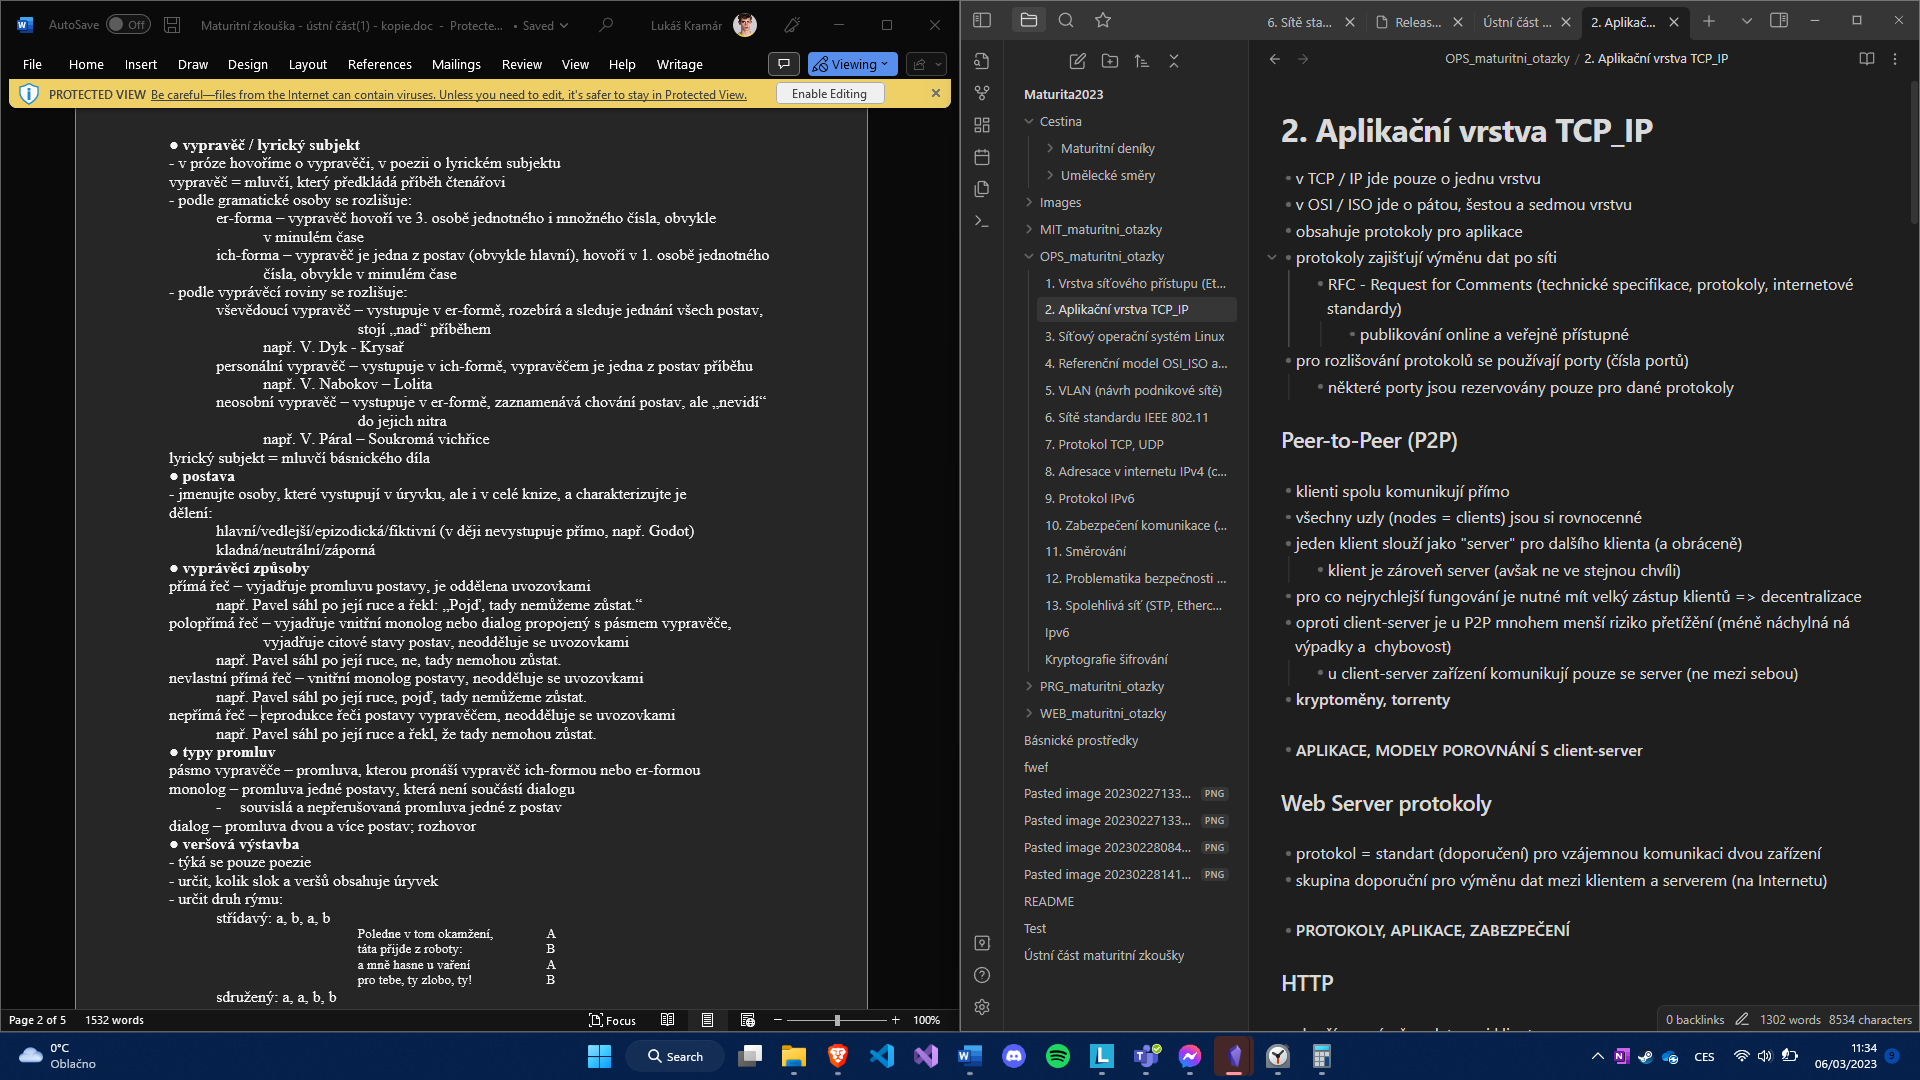 AutoSave Off Maturitní zkouška - ústní část(1) - kopie.doc - Protecte... • Saved Lukáš Kramár
File Home Insert Draw Design Layout References Mailings Review View Help Writage Viewing
PROTECTED VIEW Be careful—files from the Internet can contain viruses. Unless you need to edit, it's safer to stay in Protected View. Enable Editing
● vypravěč / lyrický subjekt
- v próze hovoříme o vypravěči, v poezii o lyrickém subjektu
vypravěč = mluvčí, který předkládá příběh čtenářovi
- podle gramatické osoby se rozlišuje:
er-forma – vypravěč hovoří ve 3. osobě jednotného i množného čísla, obvykle
v minulém čase
ich-forma – vypravěč je jedna z postav (obvykle hlavní), hovoří v 1. osobě jednotného
čísla, obvykle v minulém čase
- podle vyprávěcí roviny se rozlišuje:
vševědoucí vypravěč – vystupuje v er-formě, rozebírá a sleduje jednání všech postav,
stojí „nad“ příběhem
např. V. Dyk - Krysař
personální vypravěč – vystupuje v ich-formě, vypravěčem je jedna z postav příběhu
např. V. Nabokov – Lolita
neosobní vypravěč – vystupuje v er-formě, zaznamenává chování postav, ale „nevidí“
do jejich nitra
např. V. Páral – Soukromá vichřice
lyrický subjekt = mluvčí básnického díla
● postava
- jmenujte osoby, které vystupují v úryvku, ale i v celé knize, a charakterizujte je
dělení:
hlavní/vedlejší/epizodická/fiktivní (v ději nevystupuje přímo, např. Godot)
kladná/neutrální/záporná
● vyprávěcí způsoby
přímá řeč – vyjadřuje promluvu postavy, je oddělena uvozovkami
např. Pavel sáhl po její ruce a řekl: „Pojď, tady nemůžeme zůstat.“
polopřímá řeč – vyjadřuje vnitřní monolog nebo dialog propojený s pásmem vypravěče,
vyjadřuje citové stavy postav, neodděluje se uvozovkami
např. Pavel sáhl po její ruce, ne, tady nemohou zůstat.
nevlastní přímá řeč – vnitřní monolog postavy, neodděluje se uvozovkami
např. Pavel sáhl po její ruce, pojď, tady nemůžeme zůstat.
nepřímá řeč – reprodukce řeči postavy vypravěčem, neodděluje se uvozovkami
např. Pavel sáhl po její ruce a řekl, že tady nemohou zůstat.
● typy promluv
pásmo vypravěče – promluva, kterou pronáší vypravěč ich-formou nebo er-formou
monolog – promluva jedné postavy, která není součástí dialogu
- souvislá a nepřerušovaná promluva jedné z postav
dialog – promluva dvou a více postav; rozhovor
● veršová výstavba
- týká se pouze poezie
- určit, kolik slok a veršů obsahuje úryvek
- určit druh rýmu:
střídavý: a, b, a, b
Poledne v tom okamžení, A
táta přijde z roboty: B
a mně hasne u vaření A
pro tebe, ty zlobo, ty! B
sdružený: a, a, b, b
Page 2 of 5 1532 words Focus 100%
6. Sítě sta... Releas... Ústní část ... 2. Aplikač...
OPS_maturitni_otazky / 2. Aplikační vrstva TCP_IP
Maturita2023
Cestina
Maturitní deníky
Umělecké směry
Images
MIT_maturitni_otazky
OPS_maturitni_otazky
1. Vrstva síťového přístupu (Et...
2. Aplikační vrstva TCP_IP
3. Síťový operační systém Linux
4. Referenční model OSI_ISO a...
5. VLAN (návrh podnikové sítě)
6. Sítě standardu IEEE 802.11
7. Protokol TCP, UDP
8. Adresace v internetu IPv4 (c...
9. Protokol IPv6
10. Zabezpečení komunikace (...
11. Směrování
12. Problematika bezpečnosti ...
13. Spolehlivá síť (STP, Etherc...
Ipv6
Kryptografie šifrování
PRG_maturitni_otazky
WEB_maturitni_otazky
Básnické prostředky
fwef
Pasted image 20230227133... PNG
Pasted image 20230227133... PNG
Pasted image 20230228084... PNG
Pasted image 20230228141... PNG
README
Test
Ústní část maturitní zkoušky
2. Aplikační vrstva TCP_IP
v TCP / IP jde pouze o jednu vrstvu
v OSI / ISO jde o pátou, šestou a sedmou vrstvu
obsahuje protokoly pro aplikace
protokoly zajišťují výměnu dat po síti
RFC - Request for Comments (technické specifikace, protokoly, internetové
standardy)
publikování online a veřejně přístupné
pro rozlišování protokolů se používají porty (čísla portů)
některé porty jsou rezervovány pouze pro dané protokoly
Peer-to-Peer (P2P)
klienti spolu komunikují přímo
všechny uzly (nodes = clients) jsou si rovnocenné
jeden klient slouží jako "server" pro dalšího klienta (a obráceně)
klient je zároveň server (avšak ne ve stejnou chvíli)
pro co nejrychlejší fungování je nutné mít velký zástup klientů => decentralizace
oproti client-server je u P2P mnohem menší riziko přetížění (méně náchylná ná
výpadky a chybovost)
u client-server zařízení komunikují pouze se server (ne mezi sebou)
kryptoměny, torrenty
APLIKACE, MODELY POROVNÁNÍ S client-server
Web Server protokoly
protokol = standart (doporučení) pro vzájemnou komunikaci dvou zařízení
skupina doporuční pro výměnu dat mezi klientem a serverem (na Internetu)
PROTOKOLY, APLIKACE, ZABEZPEČENÍ
HTTP
0 backlinks 1302 words 8534 characters
0°C
Oblačno
Search
CES
11:34
06/03/2023
9